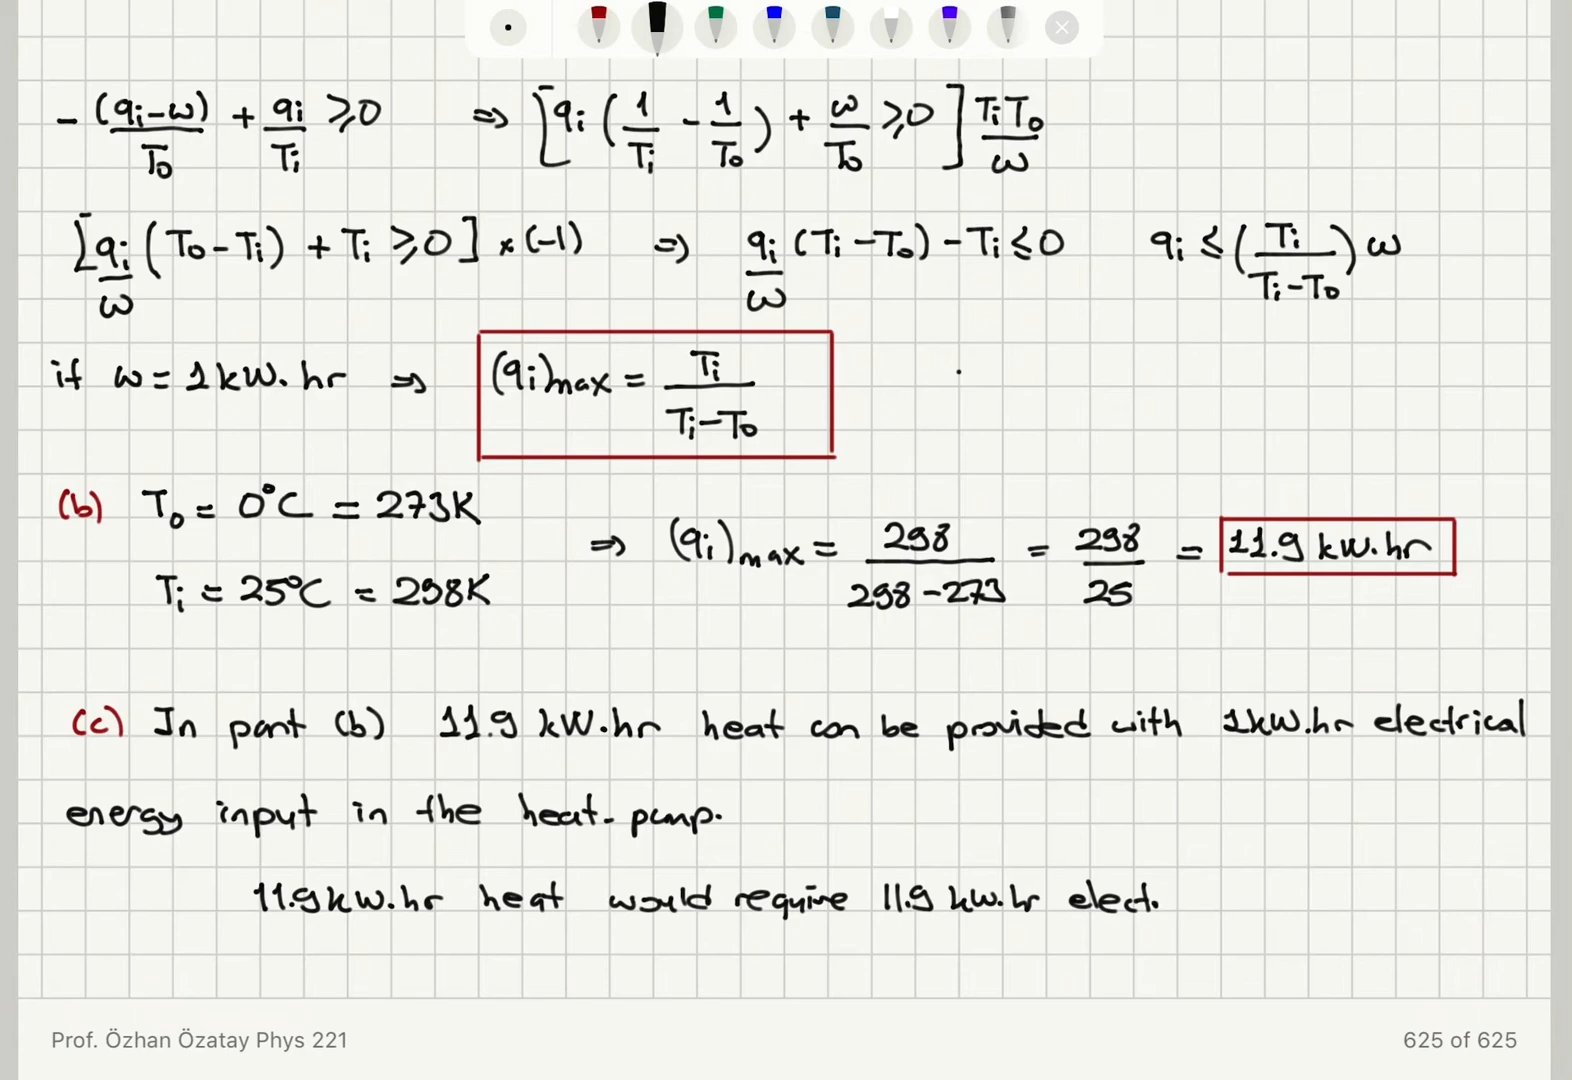 - (qi-w)/T0 + qi/Ti ⩾0 ⇒ [qi (1/Ti - 1/T0) + w/T0 ⩾0] TiT0/w
[qi/w (T0-Ti) + Ti ⩾0] × (-1) ⇒ qi/w (Ti-T0) - Ti ≤ 0 qi ≤ (Ti/(Ti-T0)) w
if w = 1kW.hr ⇒ (qi)max = Ti/(Ti-T0)
(b) T0 = 0°C = 273K
Ti = 25°C = 298K ⇒ (qi)max = 298/(298-273) = 298/25 = 11.9 kW.hr
(c) In part (b) 11.9 kW.hr heat can be provided with 1kW.hr electrical
energy input in the heat-pump.
11.9kW.hr heat would require 11.9 kW.hr elect.
Prof. Özhan Özatay Phys 221
625 of 625